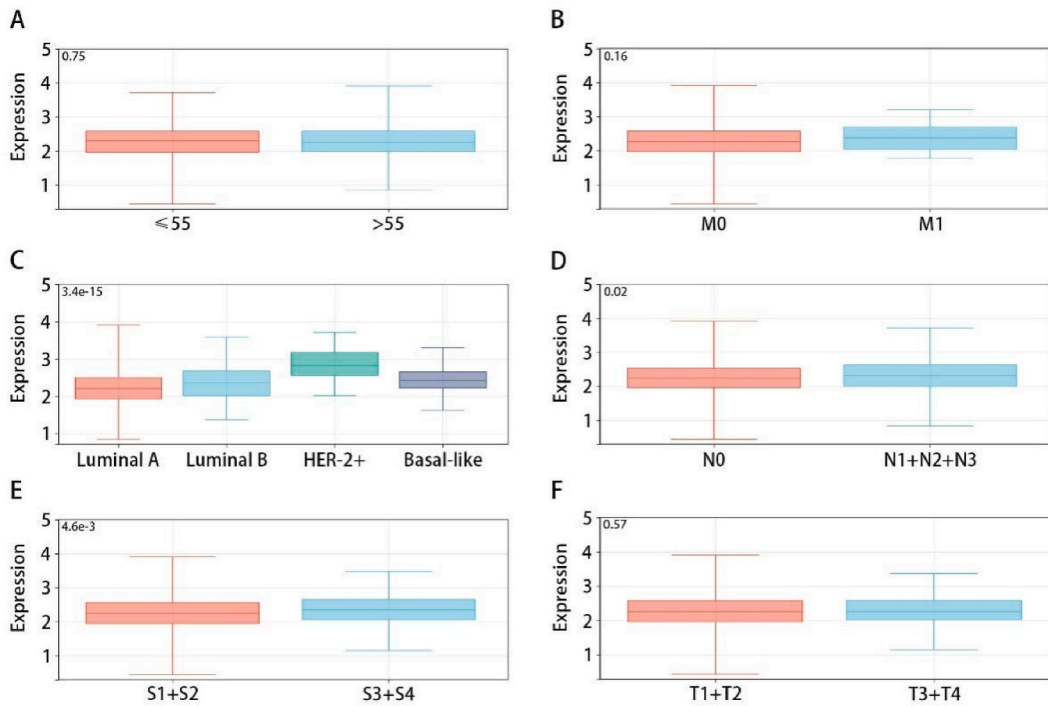 A
Expression
5
4
3
2
1
0.75
≤55
>55
B
Expression
5
4
3
2
1
0.16
M0
M1
C
Expression
5
4
3
2
1
3.4e-15
Luminal A
Luminal B
HER-2+
Basal-like
D
Expression
5
4
3
2
1
0.02
N0
N1+N2+N3
E
Expression
5
4
3
2
1
4.6e-3
S1+S2
S3+S4
F
Expression
5
4
3
2
1
0.57
T1+T2
T3+T4